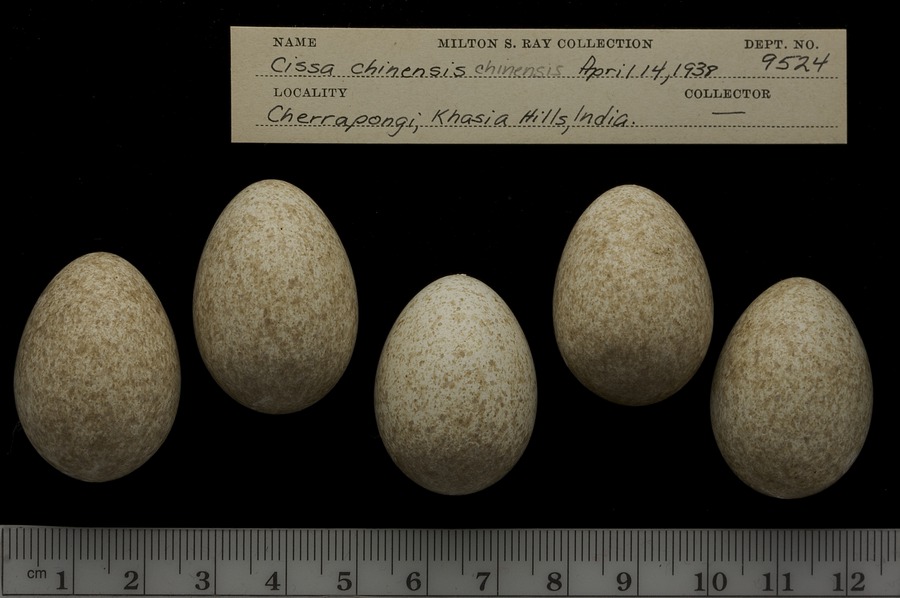 NAME MILTON S. RAY COLLECTION DEPT. NO.
Cissa chinensis chinensis April 14, 1938 9524
LOCALITY COLLECTOR
Cherrapongi, Khasia Hills, India. —
cm 1 2 3 4 5 6 7 8 9 10 11 12